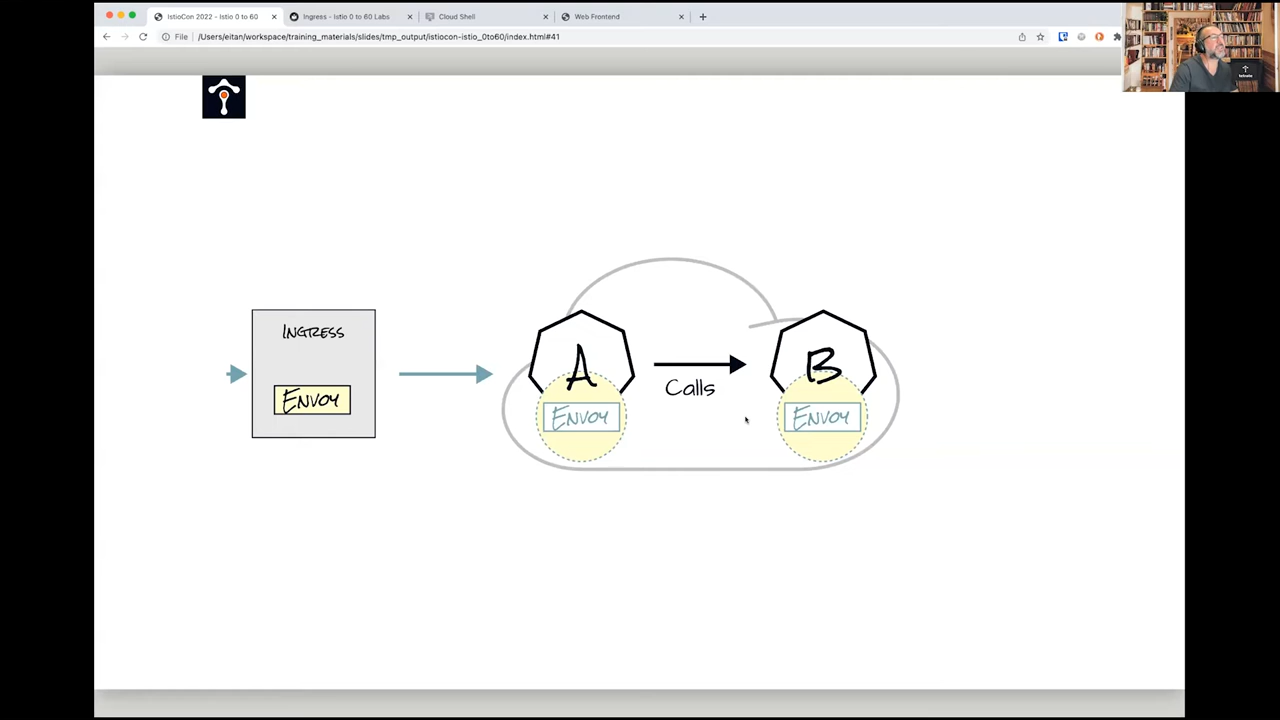 IstioCon 2022 - Istio 0 to 60
Ingress - Istio 0 to 60 Labs
Cloud Shell
Web Frontend
File
/Users/eitan/workspace/training_materials/slides/tmp_output/istiocon-istio_0to60/index.html#41
tetrate
INGRESS
ENVOY
A
Calls
B
ENVOY
ENVOY